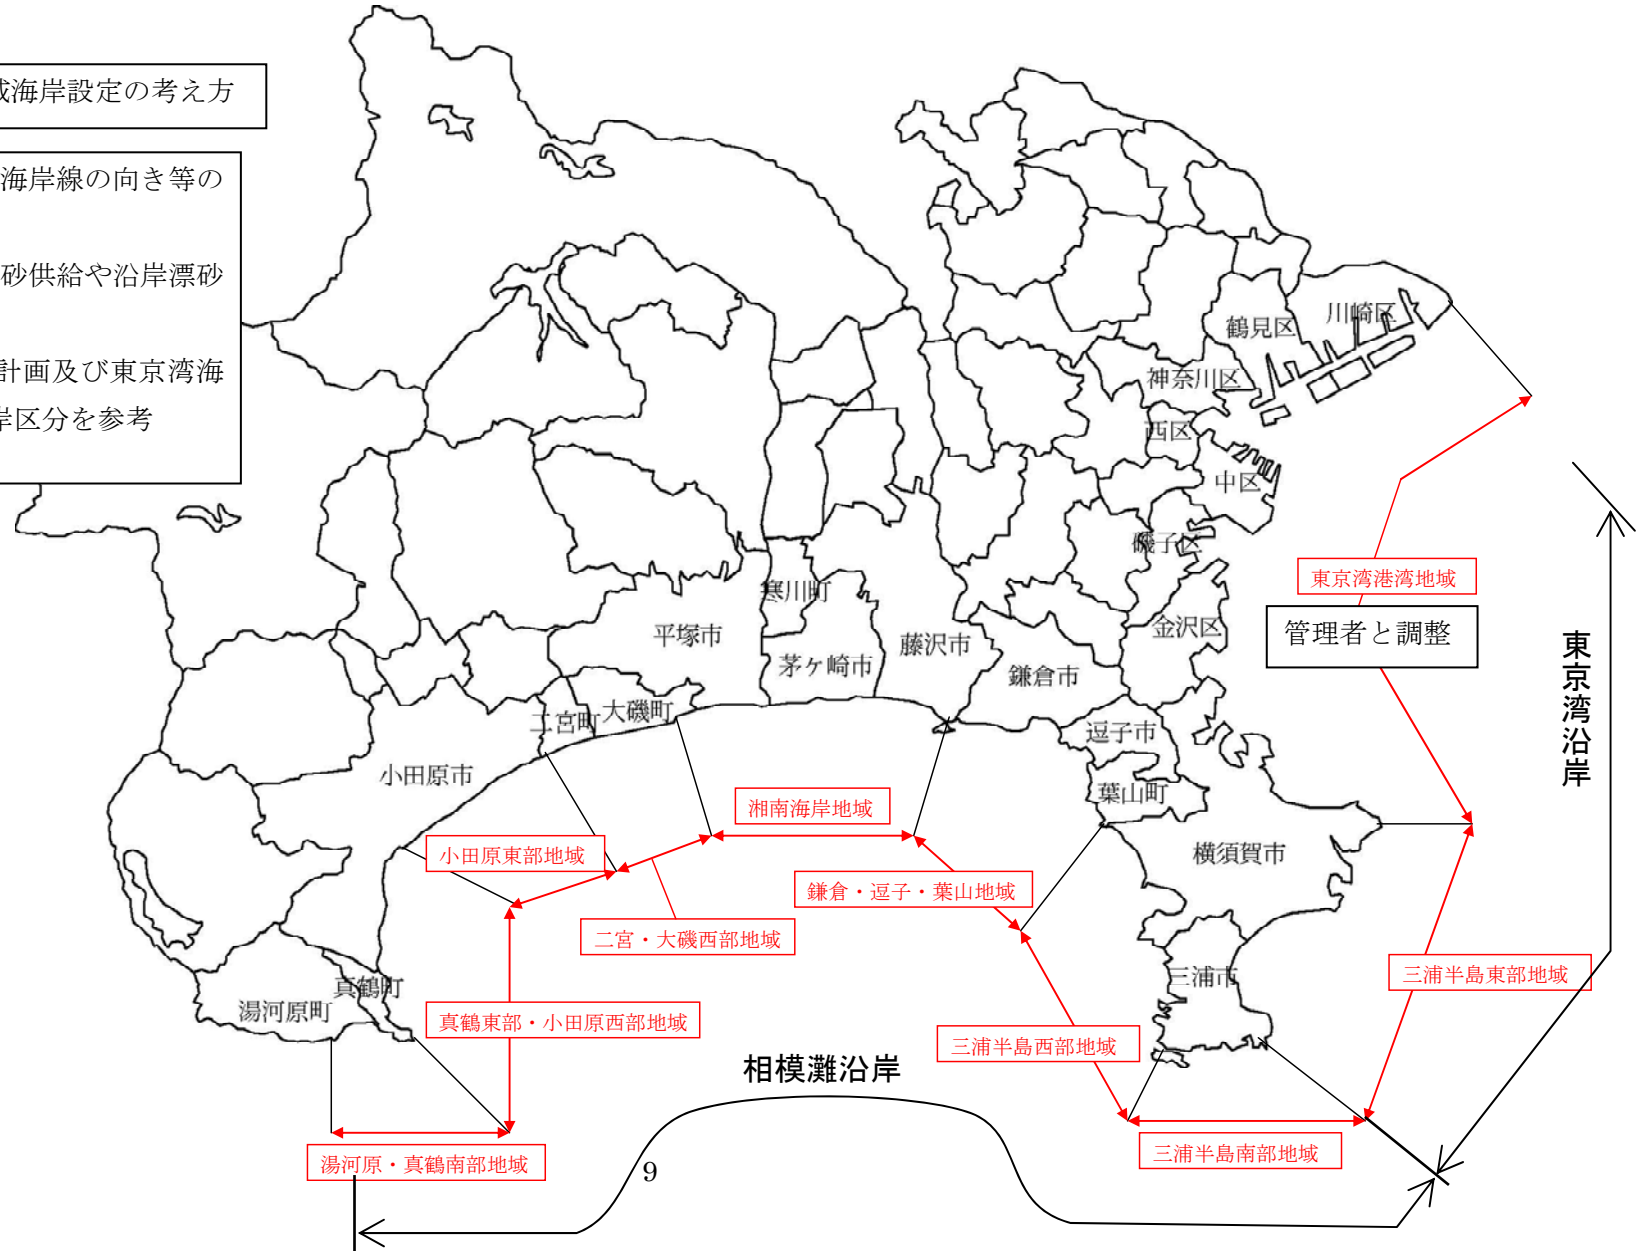 域海岸設定の考え方
海岸線の向き等の
砂供給や沿岸漂砂
計画及び東京湾海
岸区分を参考
川崎区
鶴見区
神奈川区
西区
中区
磯子区
金沢区
寒川町
平塚市
藤沢市
茅ヶ崎市
鎌倉市
二宮町
大磯町
逗子市
小田原市
葉山町
横須賀市
三浦市
真鶴町
湯河原町
東京湾港湾地域
管理者と調整
東京湾沿岸
湘南海岸地域
小田原東部地域
鎌倉・逗子・葉山地域
二宮・大磯西部地域
三浦半島東部地域
真鶴東部・小田原西部地域
三浦半島西部地域
相模灘沿岸
三浦半島南部地域
湯河原・真鶴南部地域
9